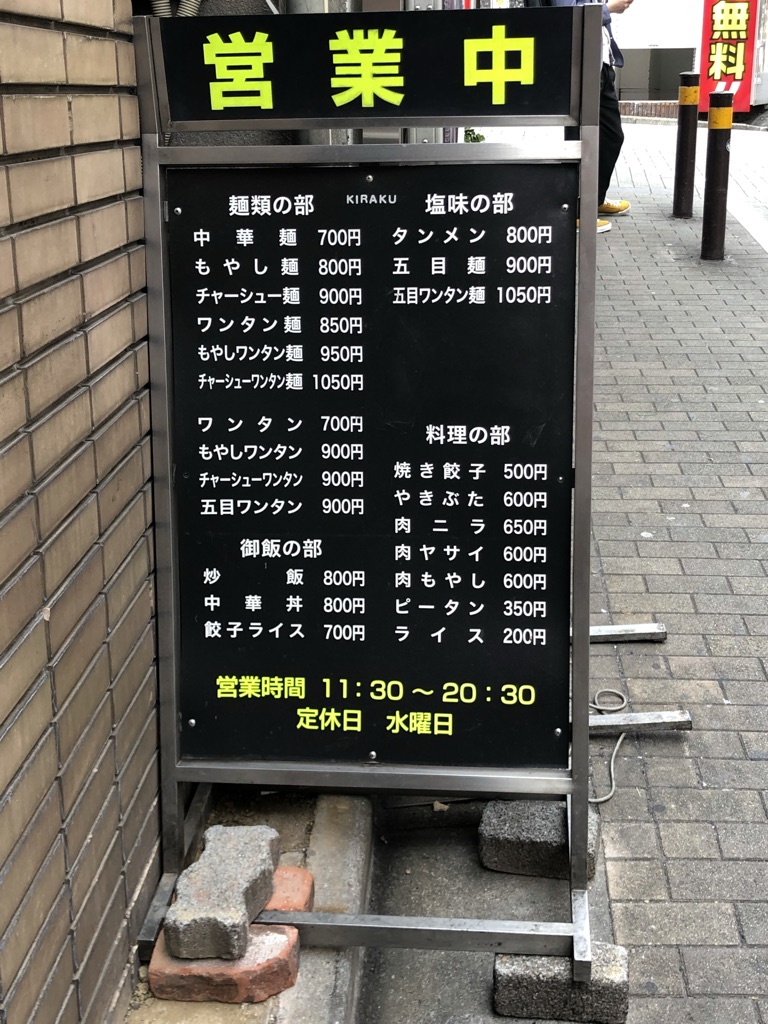 営業中
無料
KIRAKU
麺類の部
中華麺 700円
もやし麺 800円
チャーシュー麺 900円
ワンタン麺 850円
もやしワンタン麺 950円
チャーシューワンタン麺 1050円
ワンタン 700円
もやしワンタン 900円
チャーシューワンタン 900円
五目ワンタン 900円
御飯の部
炒飯 800円
中華丼 800円
餃子ライス 700円
塩味の部
タンメン 800円
五目麺 900円
五目ワンタン麺 1050円
料理の部
焼き餃子 500円
やきぶた 600円
肉ニラ 650円
肉ヤサイ 600円
肉もやし 600円
ピータン 350円
ライス 200円
営業時間 11:30～20:30
定休日 水曜日